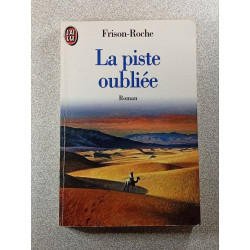 J'AI
LU
Frison-Roche
La piste
oubliée
Roman